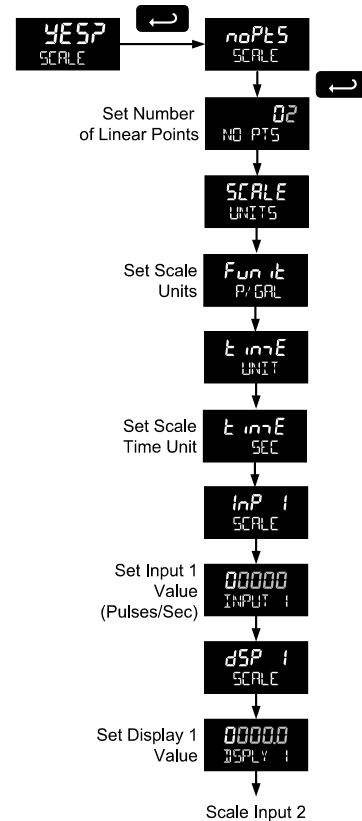 YES?
SCALE
noPtS
SCALE
Set Number
of Linear Points
02
NO PTS
SCALE
UNITS
Set Scale
Units
Funit
P/GAL
timE
UNIT
Set Scale
Time Unit
timE
SEC
InP 1
SCALE
Set Input 1
Value
(Pulses/Sec)
00000
INPUT 1
dSP 1
SCALE
Set Display 1
Value
0000.0
DSPLY 1
Scale Input 2